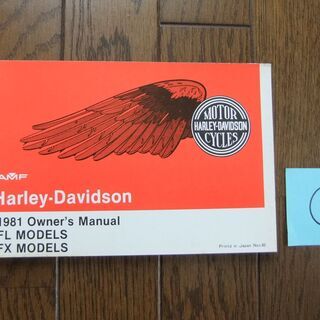 MOTOR
HARLEY-DAVIDSON
CYCLES
AMF
Harley-Davidson
1981 Owner's Manual
FL MODELS
FX MODELS
Printed in Japan